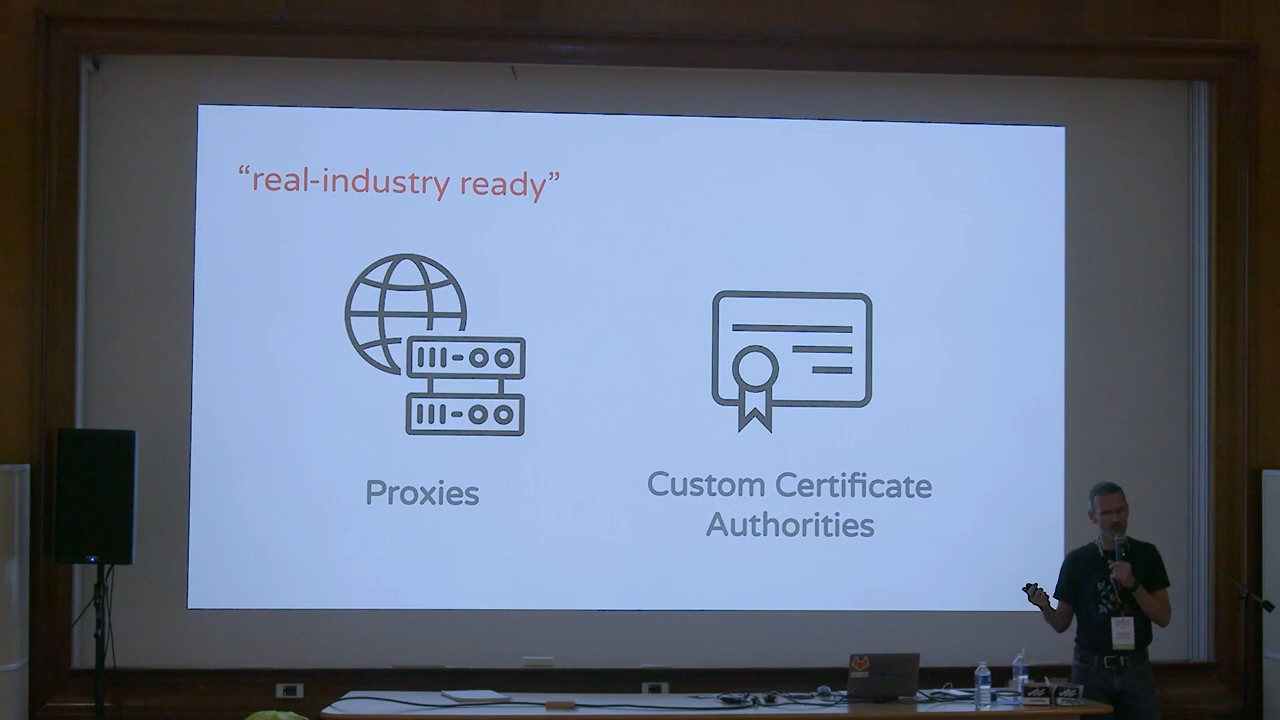 “real-industry ready”
Proxies
Custom Certificate
Authorities